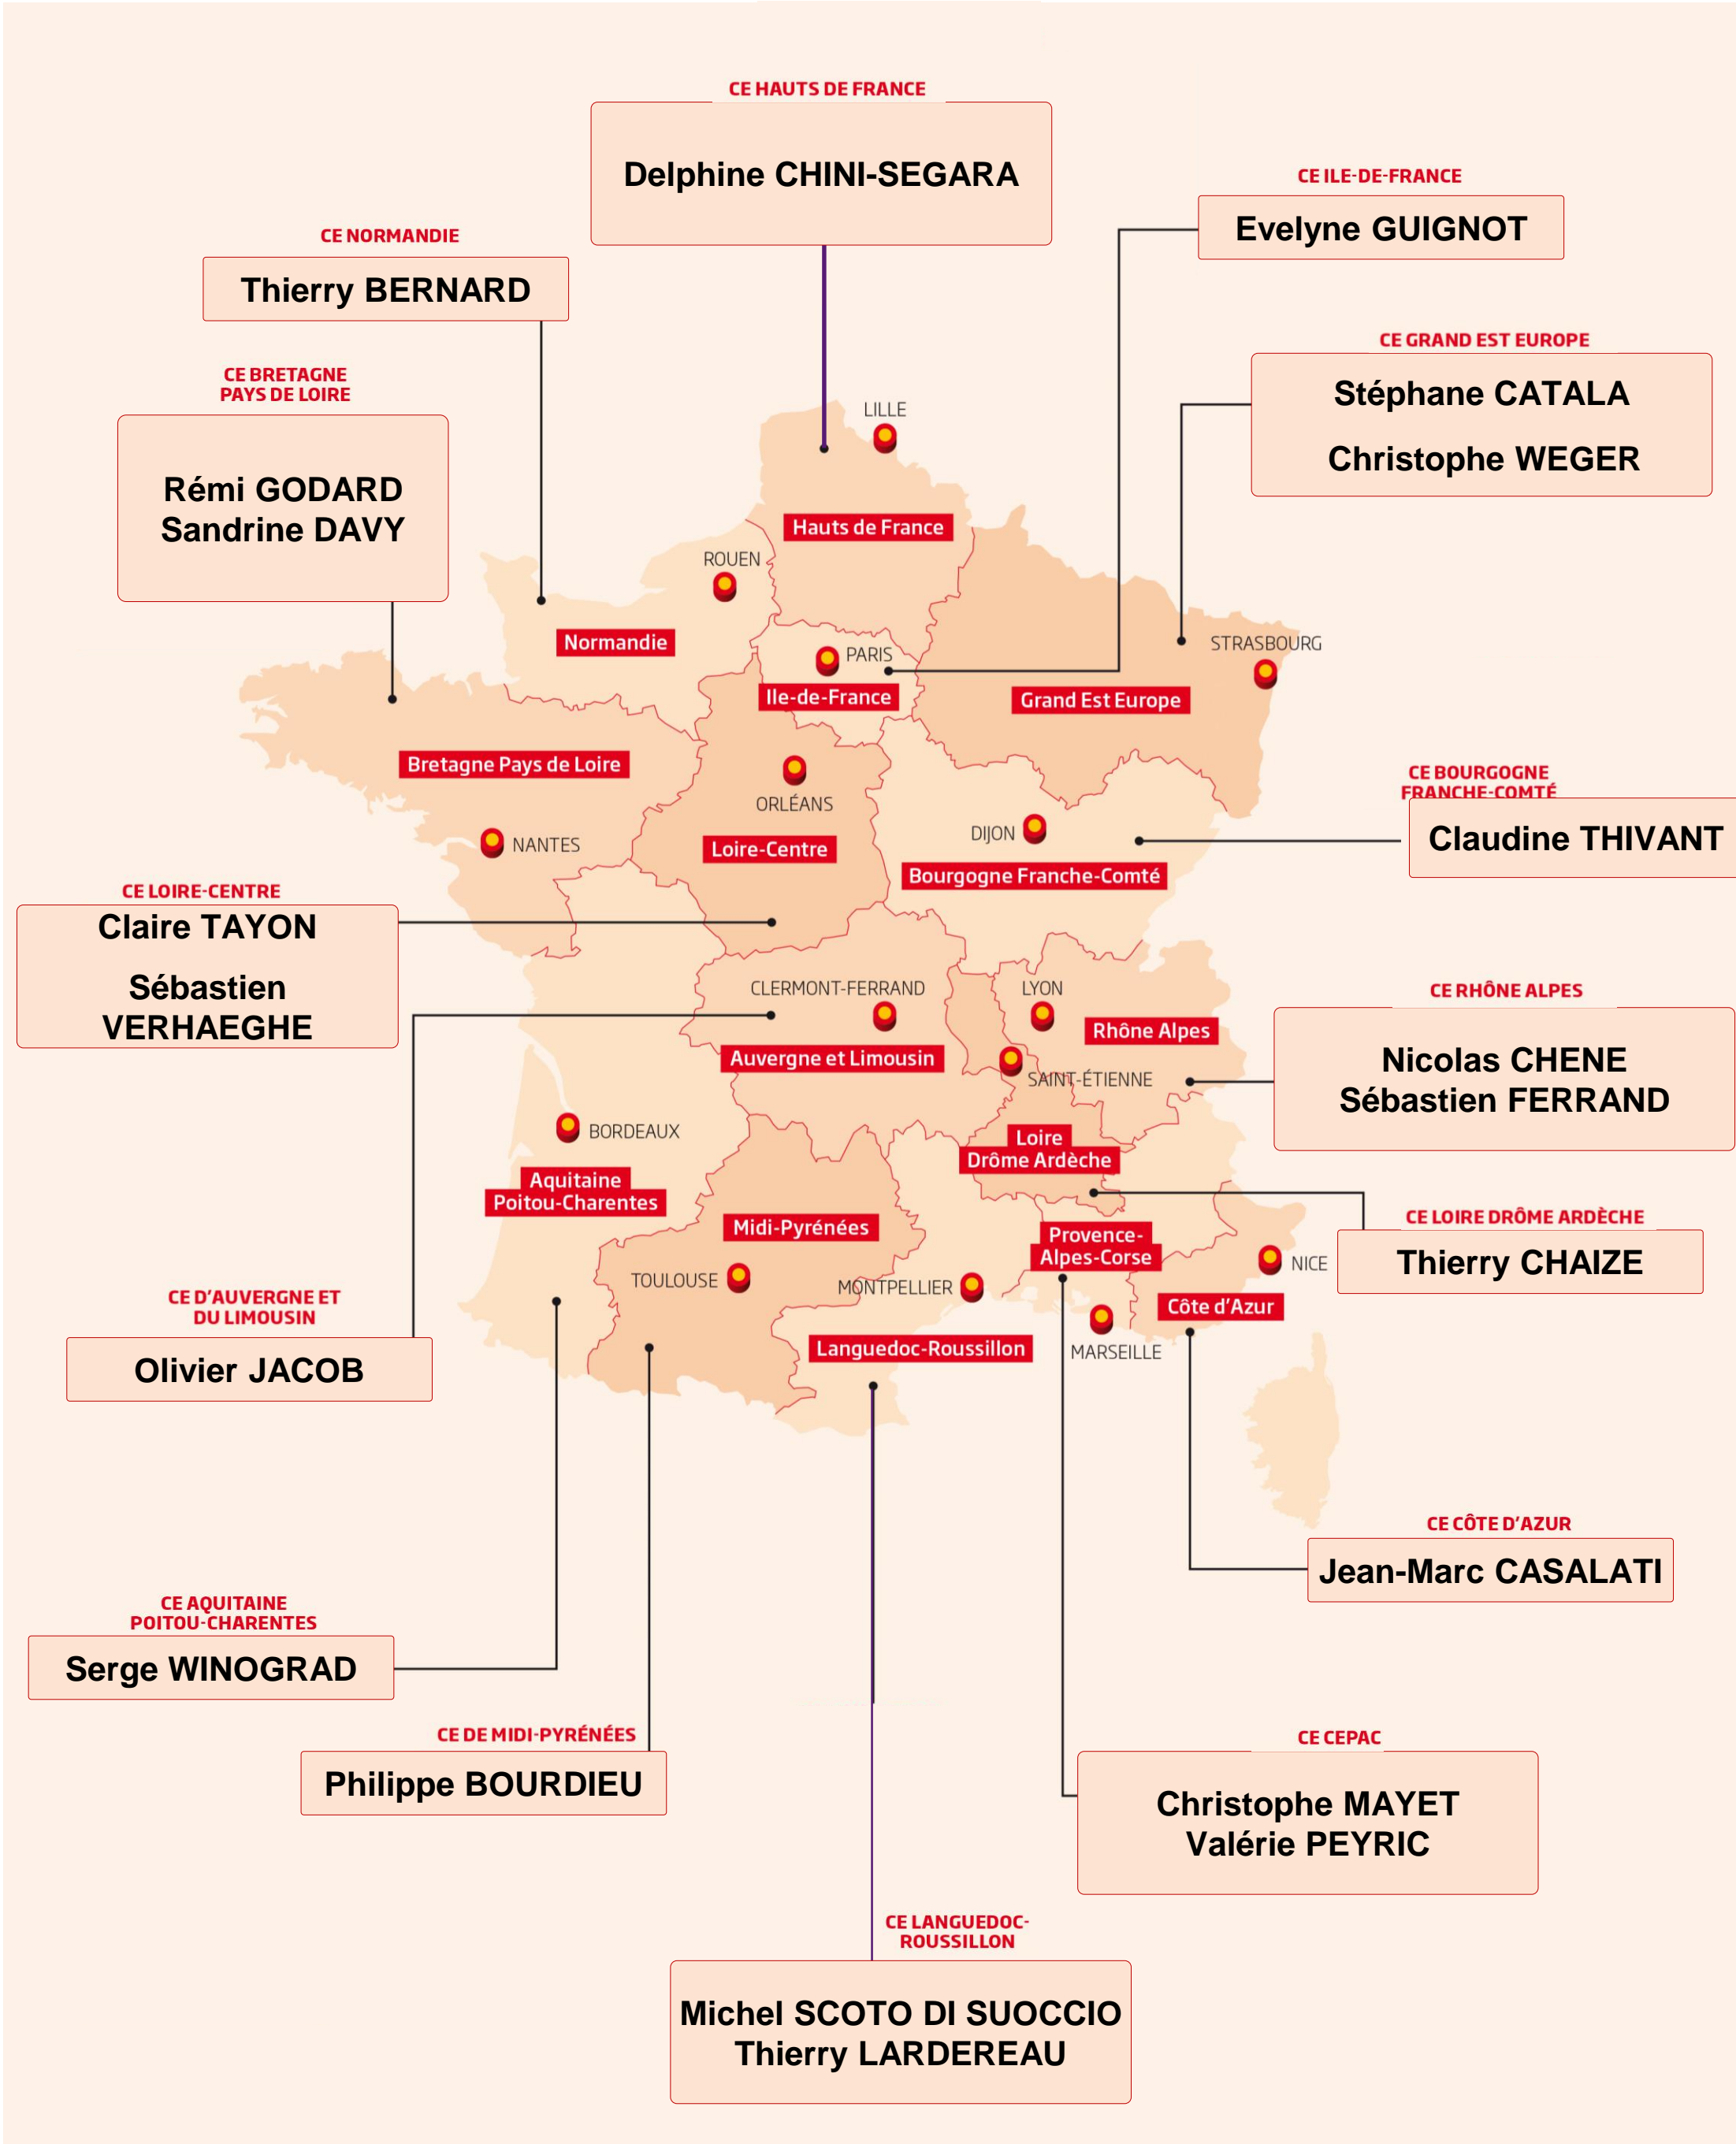 CE HAUTS DE FRANCE
Delphine CHINI-SEGARA
CE ILE-DE-FRANCE
Evelyne GUIGNOT
CE NORMANDIE
Thierry BERNARD
CE GRAND EST EUROPE
Stéphane CATALA
Christophe WEGER
CE BRETAGNE
PAYS DE LOIRE
Rémi GODARD
Sandrine DAVY
LILLE
Hauts de France
ROUEN
Normandie
PARIS
Ile-de-France
STRASBOURG
Grand Est Europe
Bretagne Pays de Loire
NANTES
ORLÉANS
Loire-Centre
DIJON
Bourgogne Franche-Comté
CE BOURGOGNE
FRANCHE-COMTÉ
Claudine THIVANT
CE LOIRE-CENTRE
Claire TAYON
Sébastien
VERHAEGHE
CLERMONT-FERRAND
Auvergne et Limousin
LYON
Rhône Alpes
SAINT-ÉTIENNE
CE RHÔNE ALPES
Nicolas CHENE
Sébastien FERRAND
BORDEAUX
Aquitaine
Poitou-Charentes
Loire
Drôme Ardèche
Midi-Pyrénées
TOULOUSE
MONTPELLIER
Provence-
Alpes-Corse
NICE
Côte d'Azur
MARSEILLE
Languedoc-Roussillon
CE LOIRE DRÔME ARDÈCHE
Thierry CHAIZE
CE D'AUVERGNE ET
DU LIMOUSIN
Olivier JACOB
CE CÔTE D'AZUR
Jean-Marc CASALATI
CE AQUITAINE
POITOU-CHARENTES
Serge WINOGRAD
CE DE MIDI-PYRÉNÉES
Philippe BOURDIEU
CE CEPAC
Christophe MAYET
Valérie PEYRIC
CE LANGUEDOC-
ROUSSILLON
Michel SCOTO DI SUOCCIO
Thierry LARDEREAU